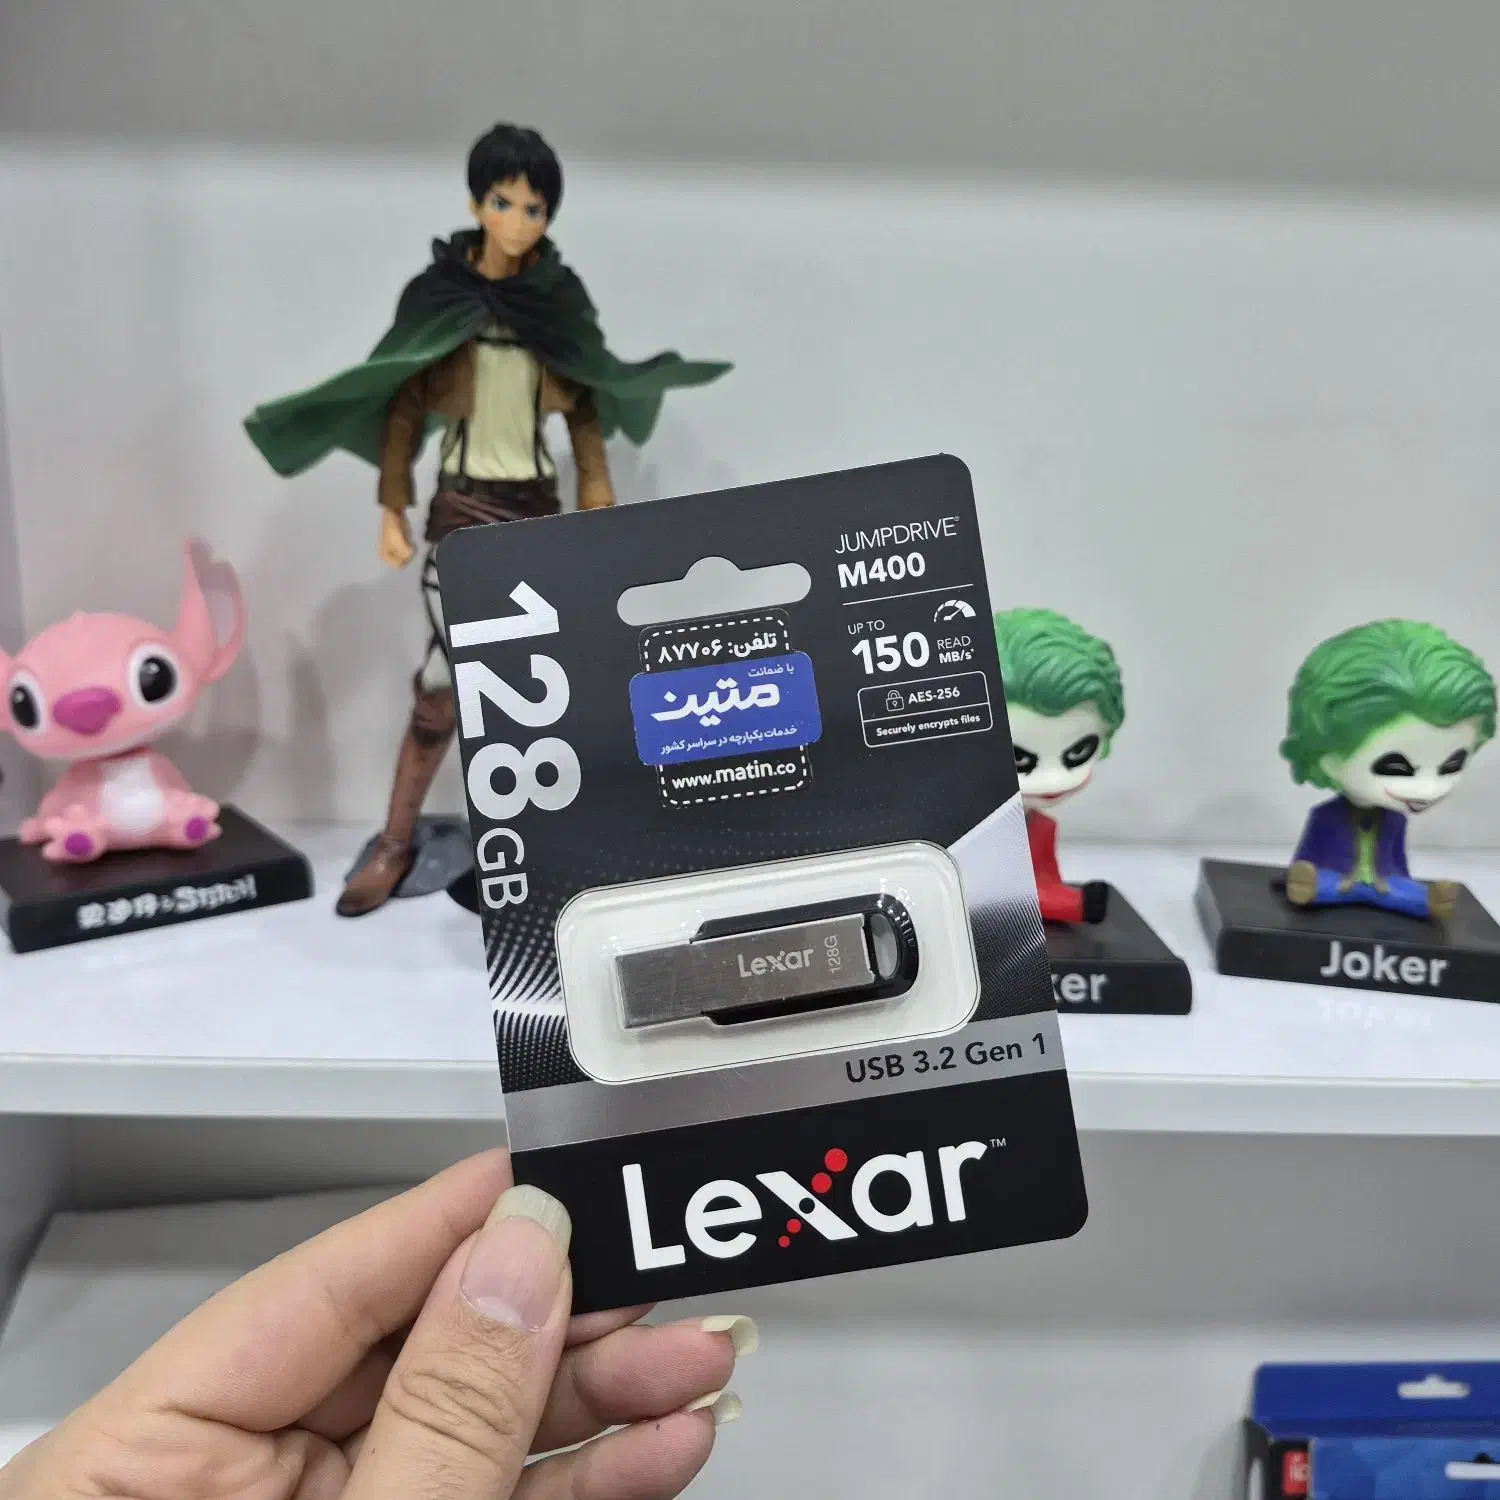 128GB
JUMPDRIVE®
M400
UP TO
150 READ
MB/s*
AES-256
Securely encrypts files
تلفن: ۸۷۷۰۶
با ضمانت
متین
خدمات یکپارچه در سراسر کشور
www.matin.co
Lexar 128G
USB 3.2 Gen 1
Lexar™
Stitch
ker
Joker